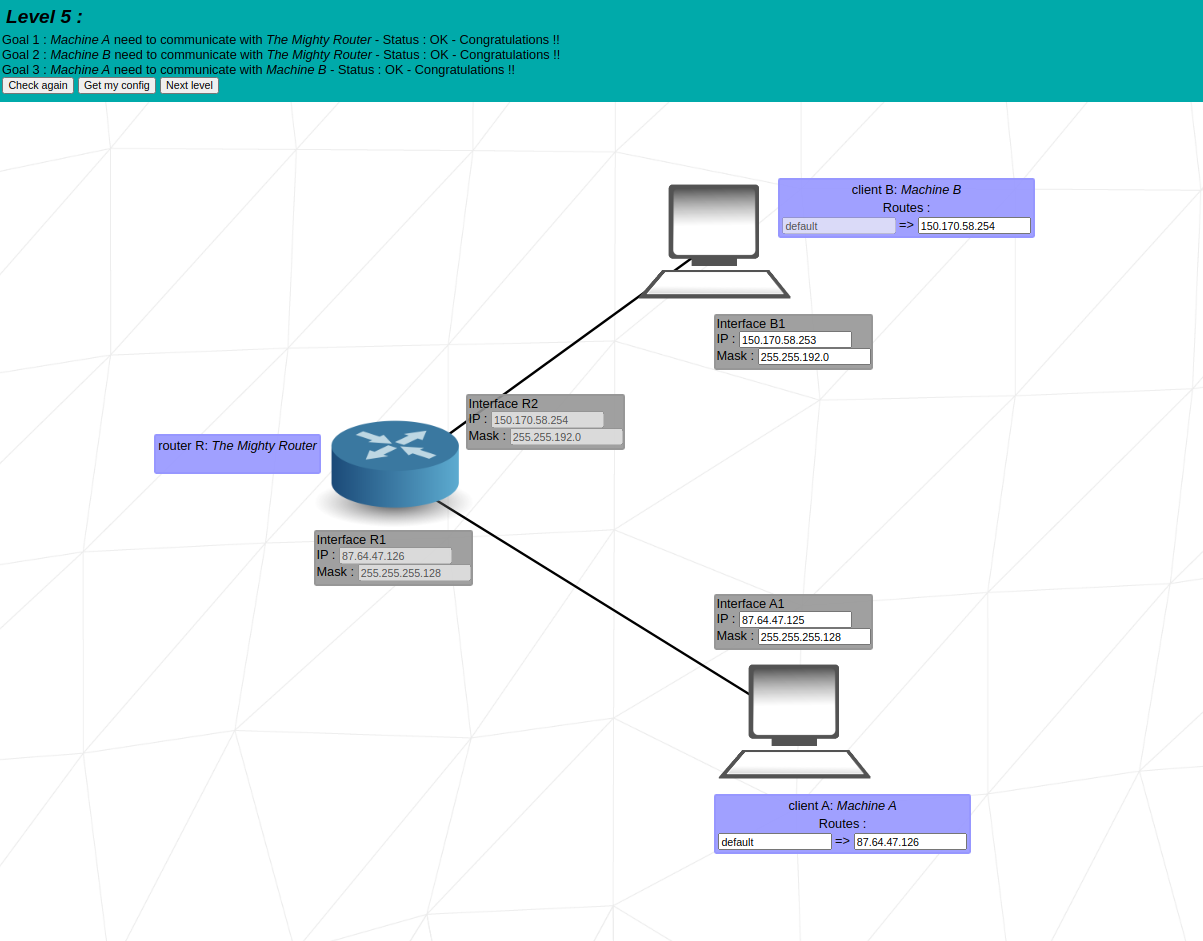 Level 5 :
Goal 1 : Machine A need to communicate with The Mighty Router - Status : OK - Congratulations !!
Goal 2 : Machine B need to communicate with The Mighty Router - Status : OK - Congratulations !!
Goal 3 : Machine A need to communicate with Machine B - Status : OK - Congratulations !!
Check again Get my config Next level
client B: Machine B
Routes :
default => 150.170.58.254
Interface B1
IP : 150.170.58.253
Mask : 255.255.192.0
Interface R2
IP : 150.170.58.254
Mask : 255.255.192.0
router R: The Mighty Router
Interface R1
IP : 87.64.47.126
Mask : 255.255.255.128
Interface A1
IP : 87.64.47.125
Mask : 255.255.255.128
client A: Machine A
Routes :
default => 87.64.47.126